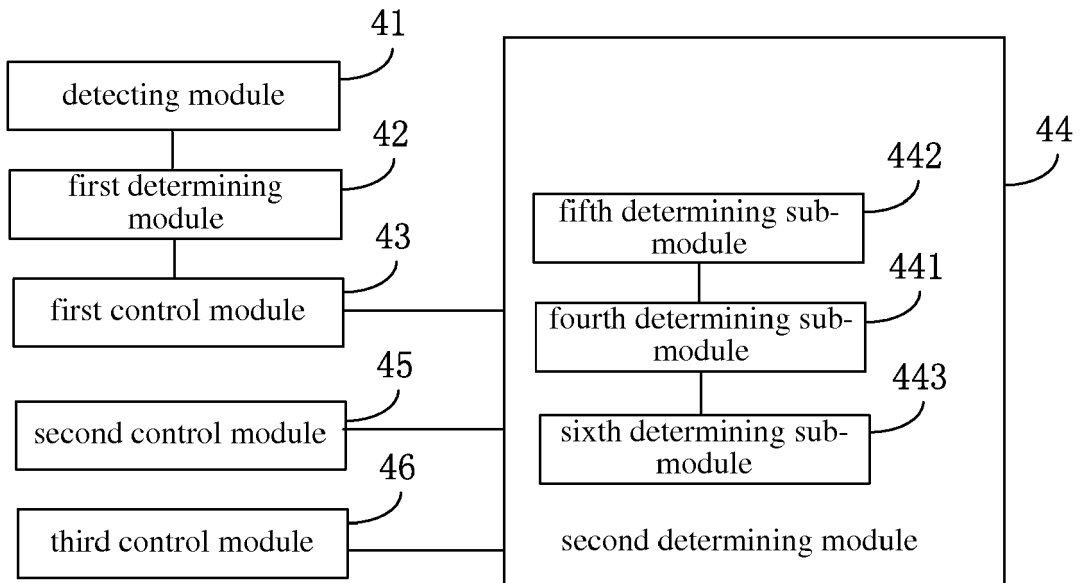 41
detecting module
42
first determining
module
43
first control module
45
second control module
46
third control module
44
442
fifth determining sub-
module
441
fourth determining sub-
module
443
sixth determining sub-
module
second determining module